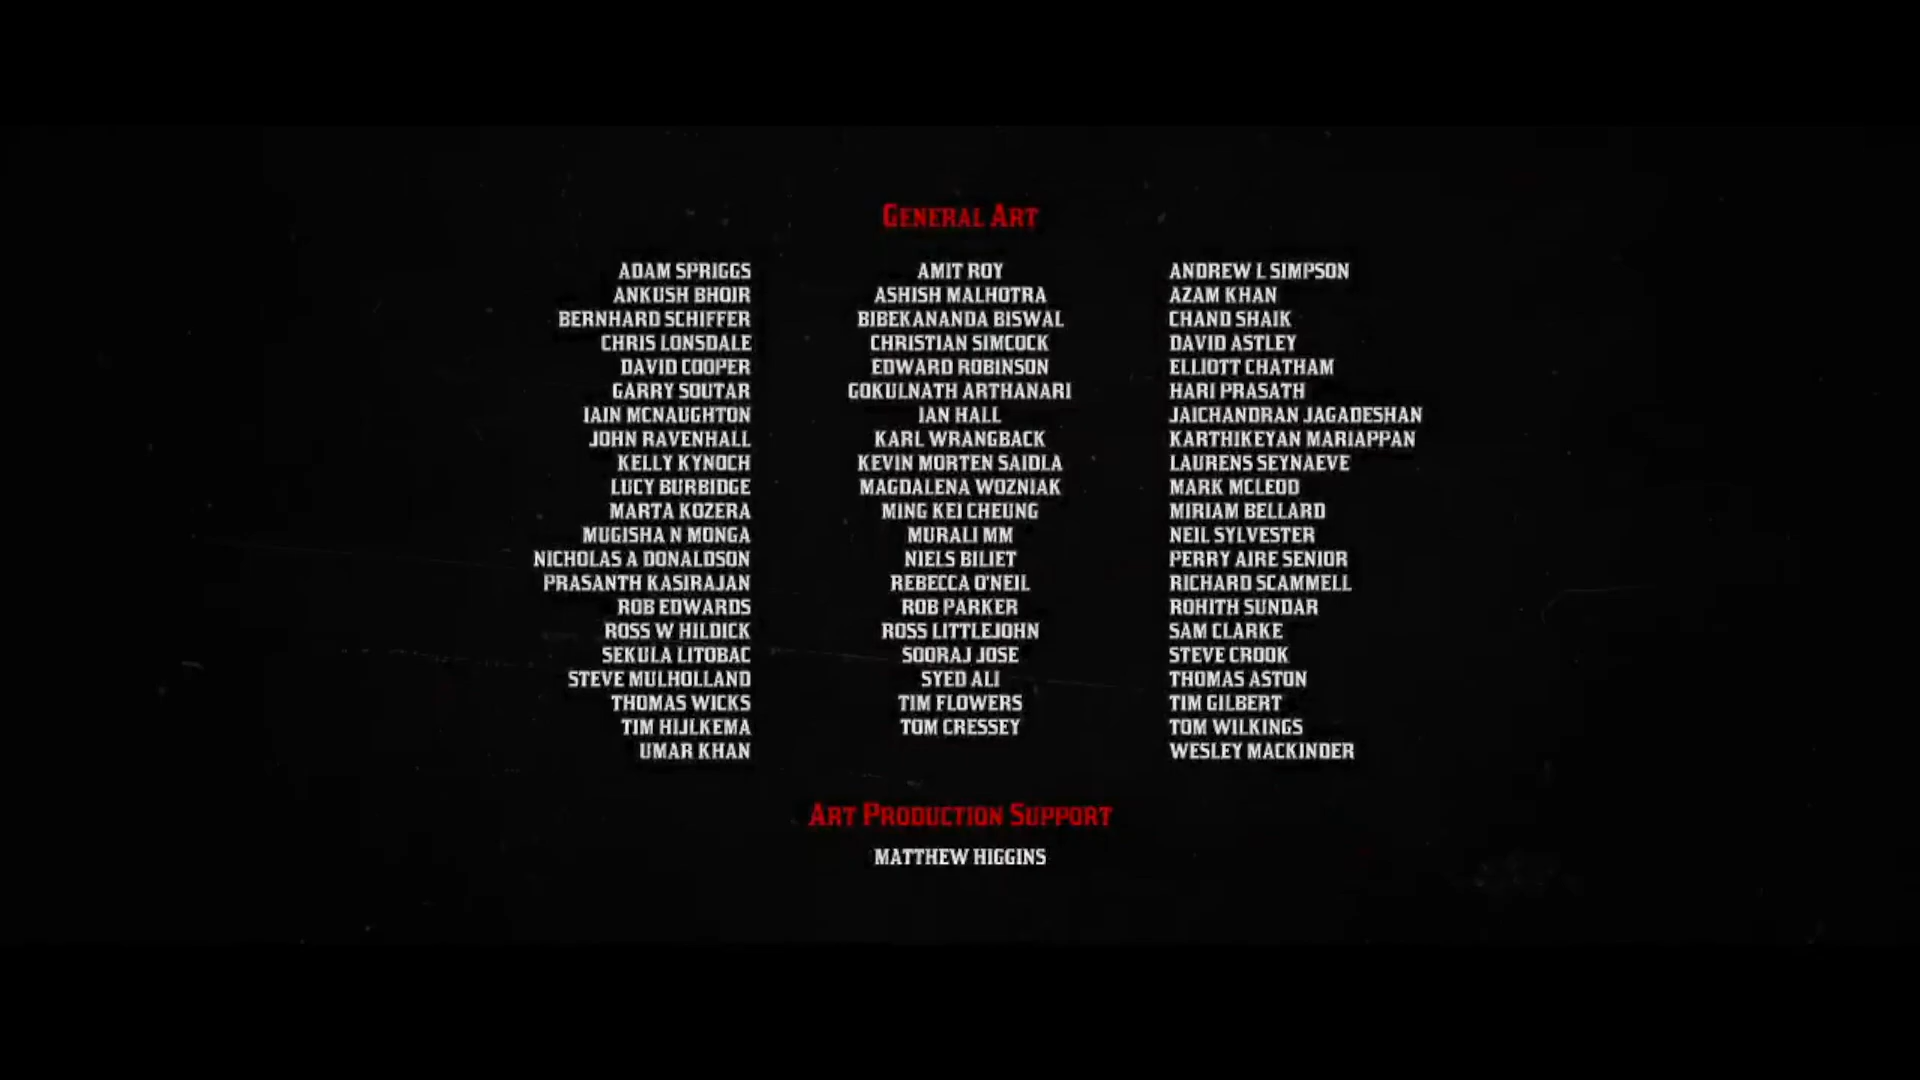 GENERAL ART
ADAM SPRIGGS AMIT ROY ANDREW L SIMPSON
ANKUSH BHOIR ASHISH MALHOTRA AZAM KHAN
BERNHARD SCHIFFER BIBEKANANDA BISWAL CHAND SHAIK
CHRIS LONSDALE CHRISTIAN SIMCOCK DAVID ASTLEY
DAVID COOPER EDWARD ROBINSON ELLIOTT CHATHAM
GARRY SOUTAR GOKULNATH ARTHANARI HARI PRASATH
IAIN MCNAUGHTON IAN HALL JAICHANDRAN JAGADESHAN
JOHN RAVENHALL KARL WRANGBACK KARTHIKEYAN MARIAPPAN
KELLY KYNOCH KEVIN MORTEN SAIDLA LAURENS SEYNAEVE
LUCY BURBIDGE MAGDALENA WOZNIAK MARK MCLEOD
MARTA KOZERA MING KEI CHEUNG MIRIAM BELLARD
MUGISHA N MONGA MURALI MM NEIL SYLVESTER
NICHOLAS A DONALDSON NIELS BILIET PERRY AIRE SENIOR
PRASANTH KASIRAJAN REBECCA O'NEIL RICHARD SCAMMELL
ROB EDWARDS ROB PARKER ROHITH SUNDAR
ROSS W HILDICK ROSS LITTLEJOHN SAM CLARKE
SEKULA LITOBAC SOORAJ JOSE STEVE CROOK
STEVE MULHOLLAND SYED ALI THOMAS ASTON
THOMAS WICKS TIM FLOWERS TIM GILBERT
TIM HIJLKEMA TOM CRESSEY TOM WILKINGS
UMAR KHAN WESLEY MACKINDER
ART PRODUCTION SUPPORT
MATTHEW HIGGINS